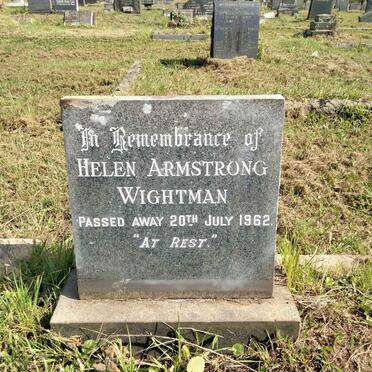 In Remembrance of
Helen Armstrong
Wightman
Passed away 20th July 1962.
"At Rest."